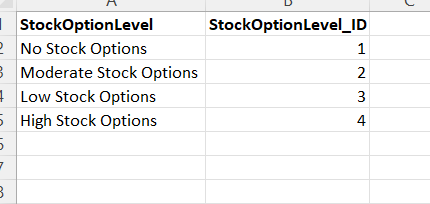 A B C
1 StockOptionLevel StockOptionLevel_ID
2 No Stock Options 1
3 Moderate Stock Options 2
4 Low Stock Options 3
5 High Stock Options 4
6
7
8